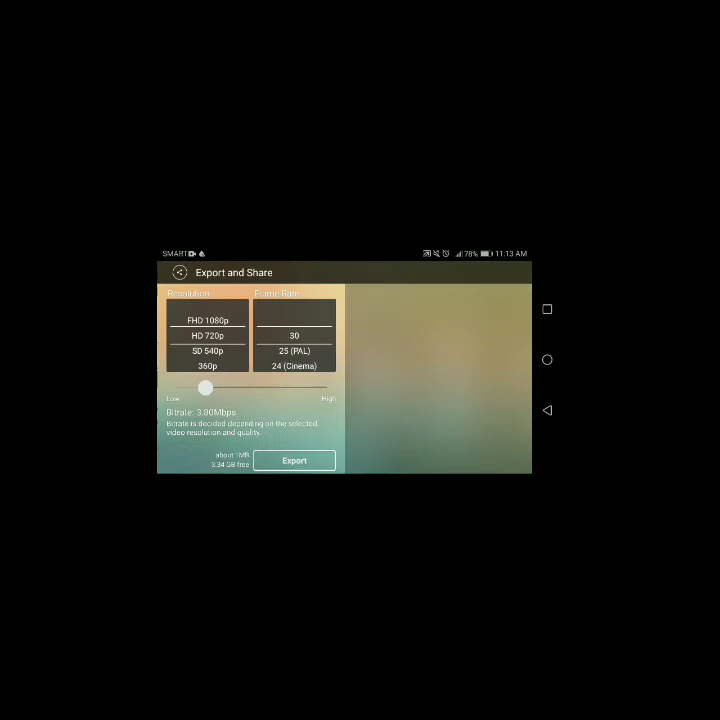 SMART
78% 11:13 AM
Export and Share
Resolution
Frame Rate
FHD 1080p
HD 720p
SD 540p
360p
30
25 (PAL)
24 (Cinema)
Low
High
Bitrate: 3.80Mbps
Bitrate is decided depending on the selected
video resolution and quality.
about 1MB
3.34 GB free
Export